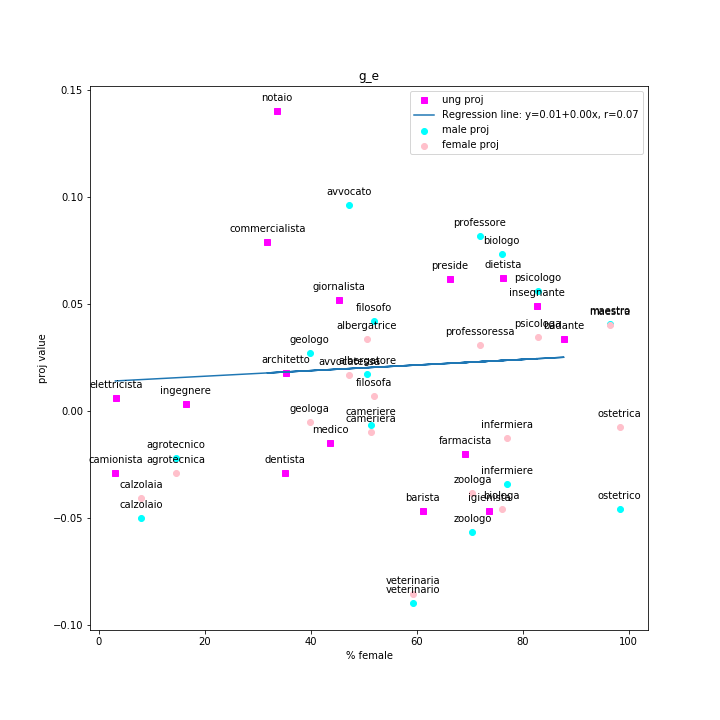 g_e
ung proj
Regression line: y=0.01+0.00x, r=0.07
male proj
female proj
0.15
notaio
0.10
avvocato
commercialista
professore
biologo
preside
dietista
psicologo
0.05
giornalista
insegnante
filosofo
maestro
maestra
albergatrice
psicologa
badante
geologo
professoressa
architetto
avvocatessa
albergatore
elettricista
ingegnere
filosofa
0.00
geologa
cameriere
cameriera
ostetrica
medico
infermiera
agrotecnico
farmacista
camionista
agrotecnica
dentista
infermiere
calzolaia
zoologa
calzolaio
barista
igienista
biologa
ostetrico
−0.05
zoologo
veterinaria
veterinario
−0.10
0
20
40
60
80
100
% female
proj value